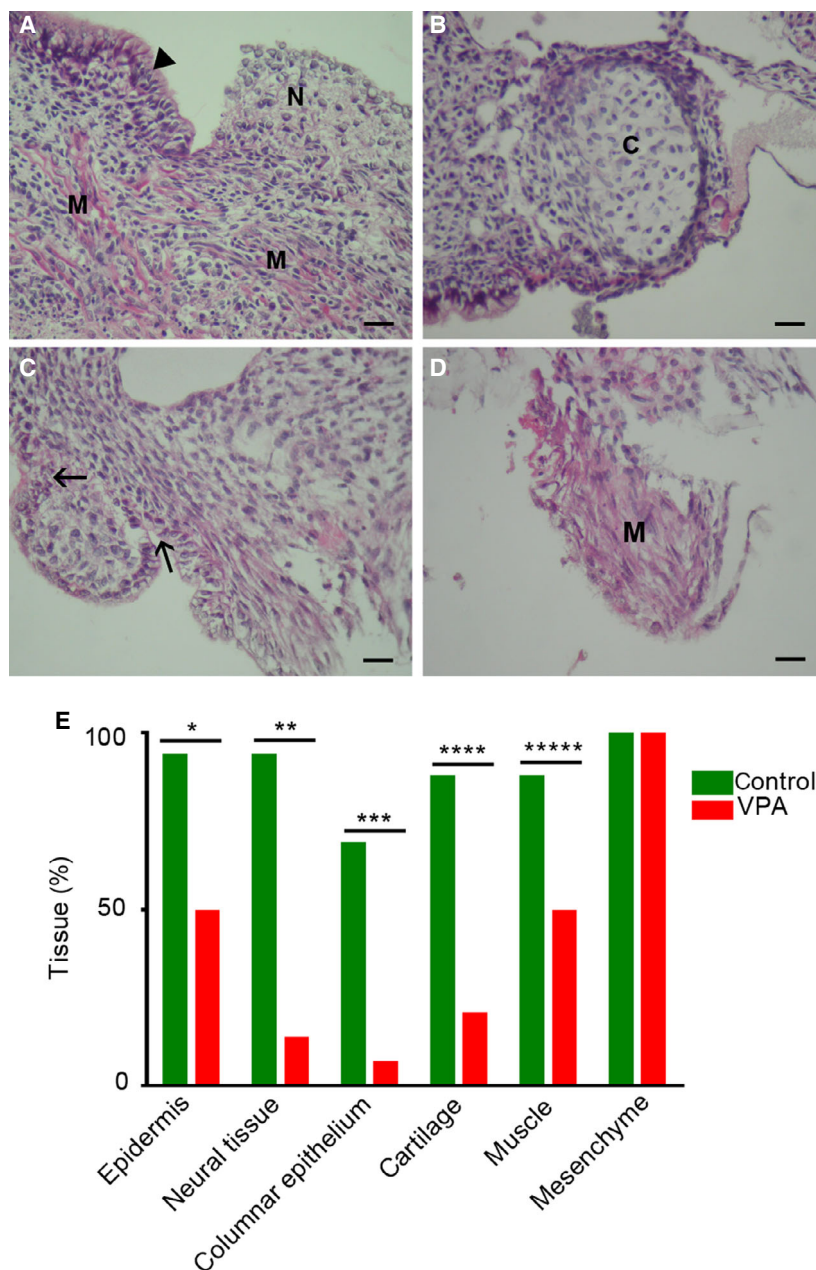 A
N
M
M
B
C
C
D
M
E
100
50
0
Tissue (%)
*
**
***
****
*****
Control
VPA
Epidermis
Neural tissue
Columnar epithelium
Cartilage
Muscle
Mesenchyme